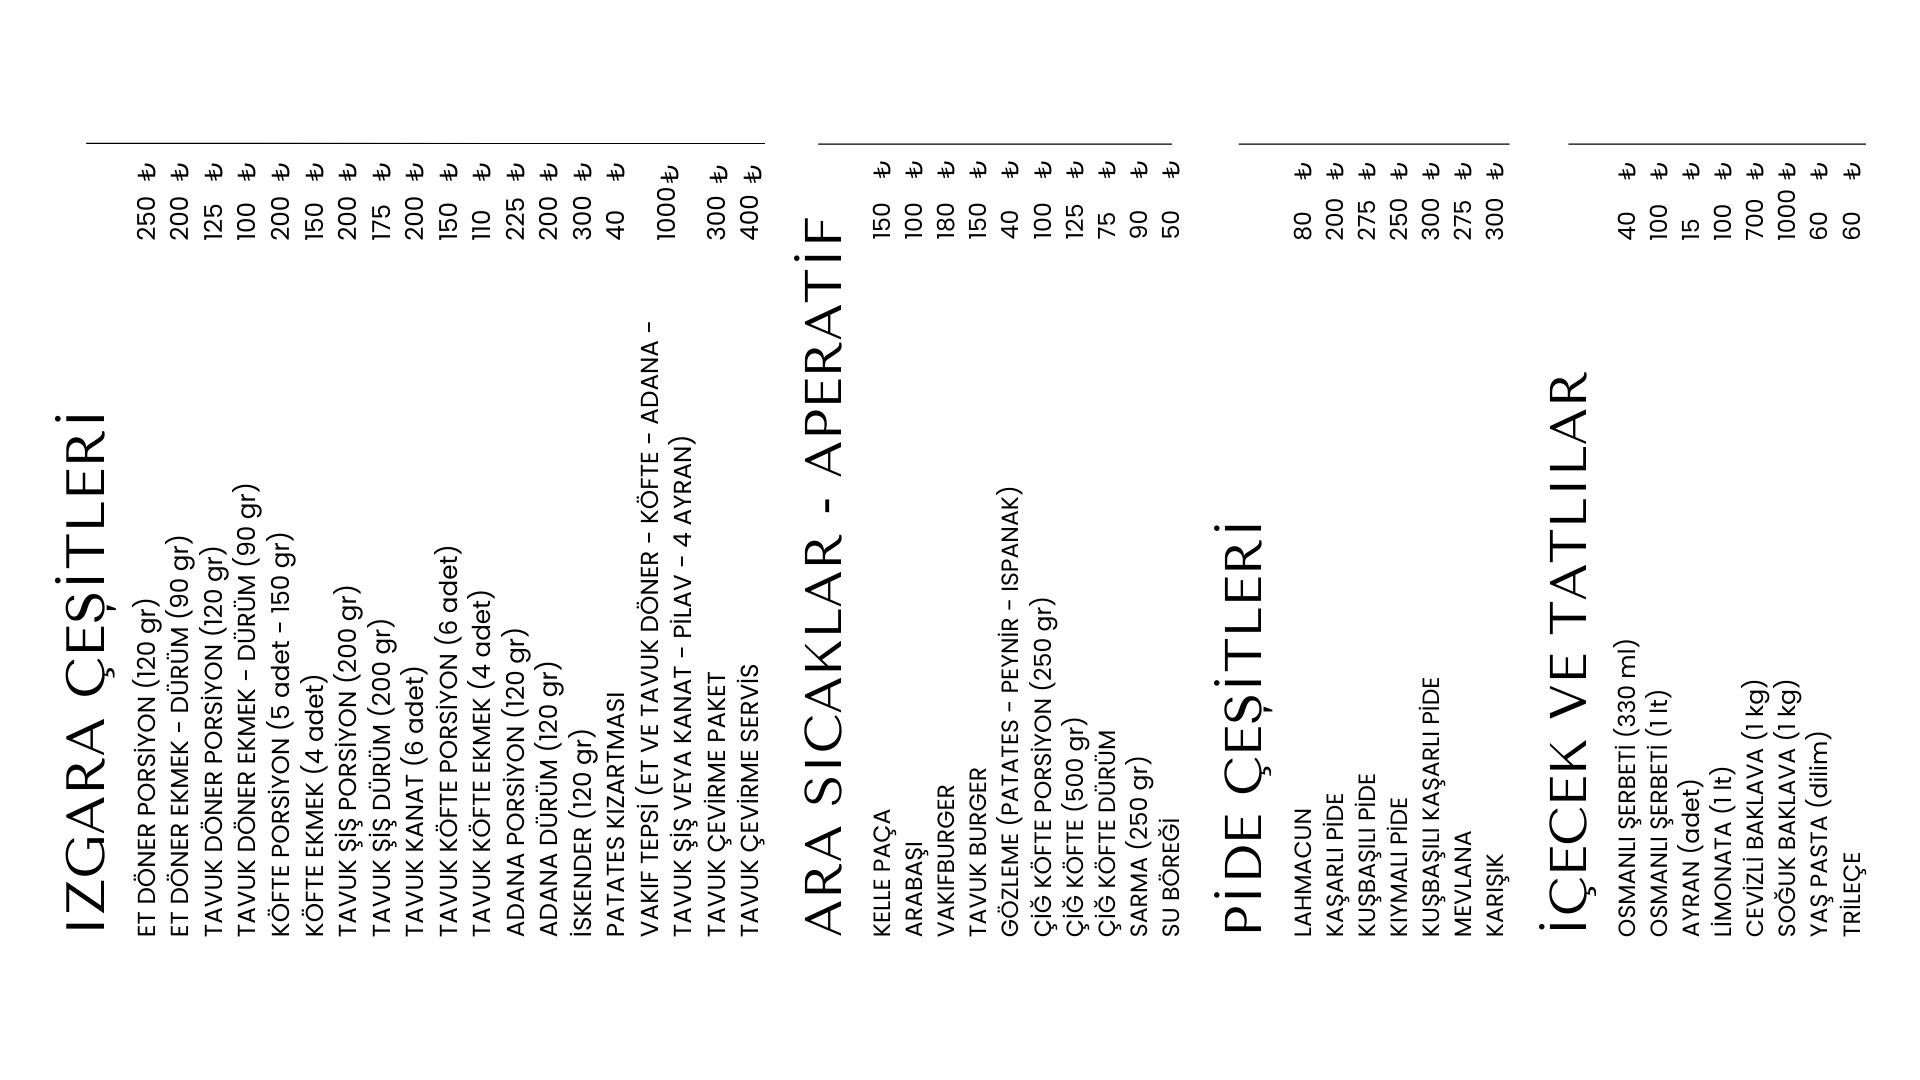 IZGARA ÇEŞİTLERİ
ET DÖNER PORSİYON (120 gr) 250 ₺
ET DÖNER EKMEK - DÜRÜM (90 gr) 200 ₺
TAVUK DÖNER PORSİYON (120 gr) 125 ₺
TAVUK DÖNER EKMEK - DÜRÜM (90 gr) 100 ₺
KÖFTE PORSİYON (5 adet - 150 gr) 200 ₺
KÖFTE EKMEK (4 adet) 150 ₺
TAVUK ŞİŞ PORSİYON (200 gr) 200 ₺
TAVUK ŞİŞ DÜRÜM (200 gr) 175 ₺
TAVUK KANAT (6 adet) 200 ₺
TAVUK KÖFTE PORSİYON (6 adet) 150 ₺
TAVUK KÖFTE EKMEK (4 adet) 110 ₺
ADANA PORSİYON (120 gr) 225 ₺
ADANA DÜRÜM (120 gr) 200 ₺
İSKENDER (120 gr) 300 ₺
PATATES KIZARTMASI 40 ₺
VAKIF TEPSİ (ET VE TAVUK DÖNER - KÖFTE - ADANA -
TAVUK ŞİŞ VEYA KANAT - PİLAV - 4 AYRAN) 1000 ₺
TAVUK ÇEVİRME PAKET 300 ₺
TAVUK ÇEVİRME SERVİS 400 ₺
ARA SICAKLAR - APERATİF
KELLE PAÇA 150 ₺
ARABAŞI 100 ₺
VAKIFBURGER 180 ₺
TAVUK BURGER 150 ₺
GÖZLEME (PATATES - PEYNİR - ISPANAK) 40 ₺
ÇİĞ KÖFTE PORSİYON (250 gr) 100 ₺
ÇİĞ KÖFTE (500 gr) 125 ₺
ÇİĞ KÖFTE DÜRÜM 75 ₺
SARMA (250 gr) 90 ₺
SU BÖREĞİ 50 ₺
PİDE ÇEŞİTLERİ
LAHMACUN 80 ₺
KAŞARLI PİDE 200 ₺
KUŞBAŞILI PİDE 275 ₺
KIYMALI PİDE 250 ₺
KUŞBAŞILI KAŞARLI PİDE 300 ₺
MEVLANA 275 ₺
KARIŞIK 300 ₺
İÇECEK VE TATLILAR
OSMANLI ŞERBETİ (330 ml) 40 ₺
OSMANLI ŞERBETİ (1 lt) 100 ₺
AYRAN (adet) 15 ₺
LİMONATA (1 lt) 100 ₺
CEVİZLİ BAKLAVA (1 kg) 700 ₺
SOĞUK BAKLAVA (1 kg) 1000 ₺
YAŞ PASTA (dilim) 60 ₺
TRİLEÇE 60 ₺